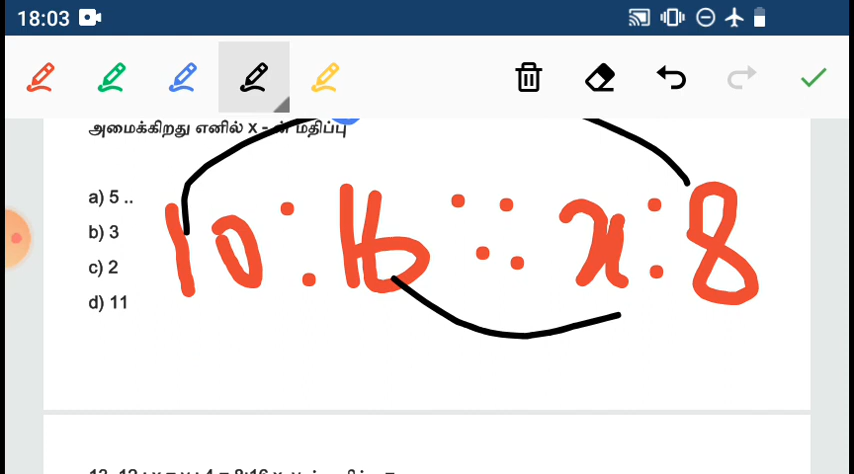 18:03
அமைக்கிறது எனில் x - ன் மதிப்பு
a) 5 ..
b) 3
c) 2
d) 11
10 : 16 :: x : 8